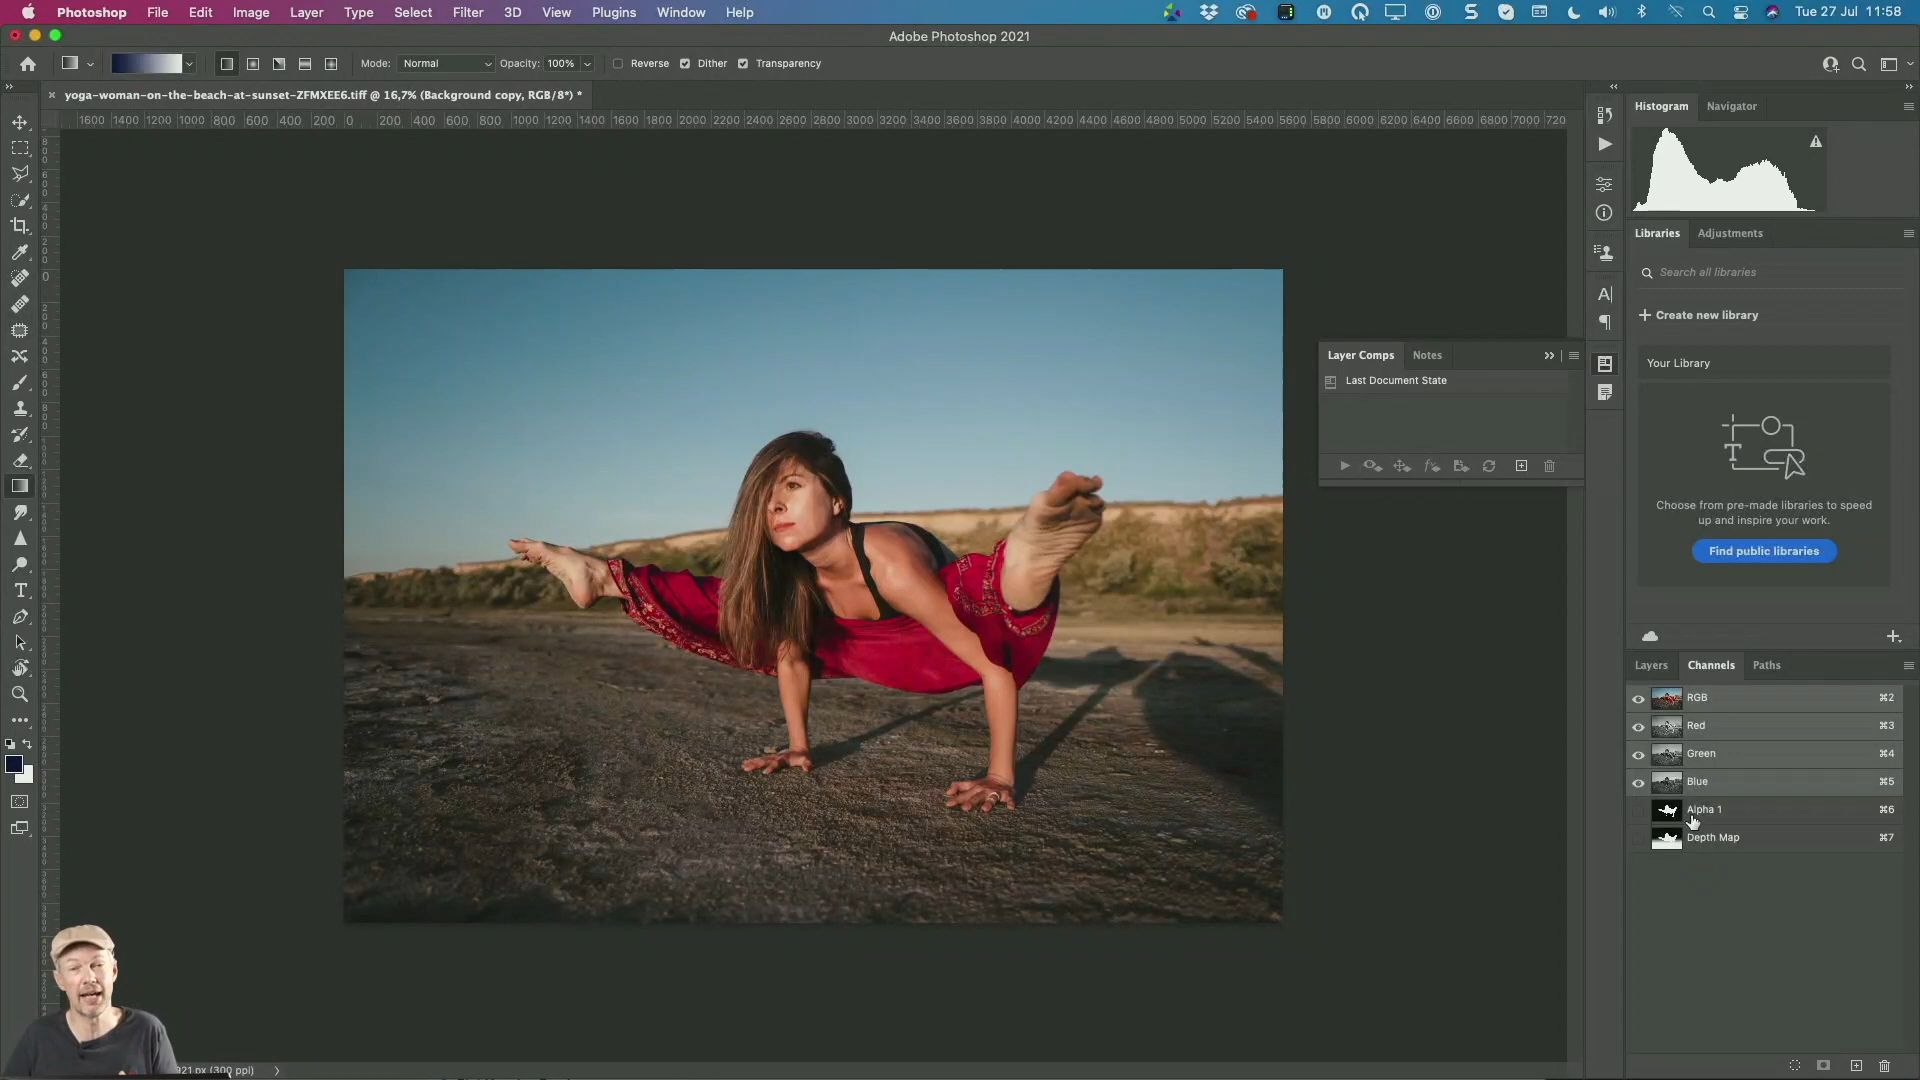 Photoshop File Edit Image Layer Type Select Filter 3D View Plugins Window Help Tue 27 Jul 11:58
Adobe Photoshop 2021
Mode: Normal Opacity: 100% Reverse Dither Transparency
× yoga-woman-on-the-beach-at-sunset-ZFMXEE6.tiff @ 16,7% (Background copy, RGB/8*) *
1600 1400 1200 1000 800 600 400 200 0 200 400 600 800 1000 1200 1400 1600 1800 2000 2200 2400 2600 2800 3000 3200 3400 3600 3800 4000 4200 4400 4600 4800 5000 5200 5400 5600 5800 6000 6200 6400 6600 6800 7000 720
Histogram Navigator
Libraries Adjustments
Search all libraries
+ Create new library
Your Library
Choose from pre-made libraries to speed
up and inspire your work.
Find public libraries
Layer Comps Notes
Last Document State
Layers Channels Paths
RGB ⌘2
Red ⌘3
Green ⌘4
Blue ⌘5
Alpha 1 ⌘6
Depth Map ⌘7
921 px (300 ppi)